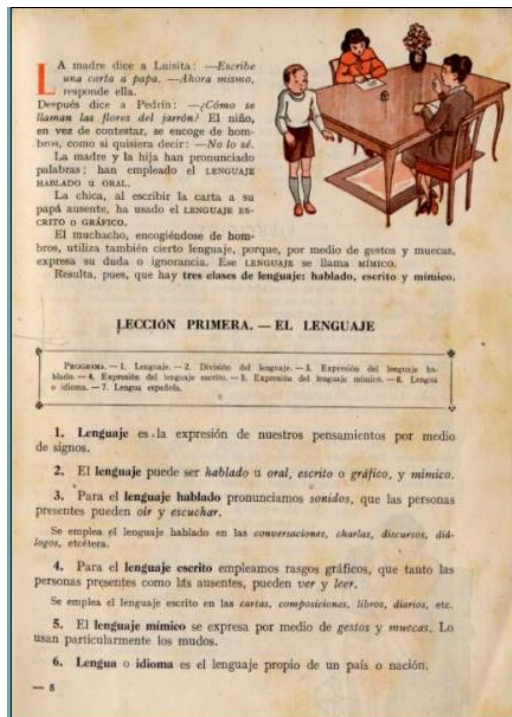 LA madre dice a Luisita: —Escribe
una carta a papa. —Ahora mismo,
responde ella.
Después dice a Pedrín: —¿Cómo se
llaman las flores del jarrón? El niño,
en vez de contestar, se encoge de hom-
bros, como si quisiera decir: —No lo sé.
La madre y la hija han pronunciado
palabras; han empleado el LENGUAJE
HABLADO U ORAL.
La chica, al escribir la carta a su
papá ausente, ha usado el LENGUAJE ES-
CRITO O GRÁFICO.
El muchacho, encogiéndose de hom-
bros, utiliza también cierto lenguaje, porque, por medio de gestos y muecas,
expresa su duda o ignorancia. Ese LENGUAJE se llama MÍMICO.
Resulta, pues, que hay tres clases de lenguaje: hablado, escrito y mímico.
LECCIÓN PRIMERA. — EL LENGUAJE
PROGRAMA. — 1. Lenguaje. — 2. División del lenguaje. — 3. Expresión del lenguaje ha-
blado. — 4. Expresión del lenguaje escrito. — 5. Expresión del lenguaje mímico. — 6. Lengua
o idioma. — 7. Lengua española.
1. Lenguaje es la expresión de nuestros pensamientos por medio
de signos.
2. El lenguaje puede ser hablado u oral, escrito o gráfico, y mímico.
3. Para el lenguaje hablado pronunciamos sonidos, que las personas
presentes pueden oír y escuchar.
Se emplea el lenguaje hablado en las conversaciones, charlas, discursos, diá-
logos, etcétera.
4. Para el lenguaje escrito empleamos rasgos gráficos, que tanto las
personas presentes como las ausentes, pueden ver y leer.
Se emplea el lenguaje escrito en las cartas, composiciones, libros, diarios, etc.
5. El lenguaje mímico se expresa por medio de gestos y muecas. Lo
usan particularmente los mudos.
6. Lengua o idioma es el lenguaje propio de un país o nación.
— 8